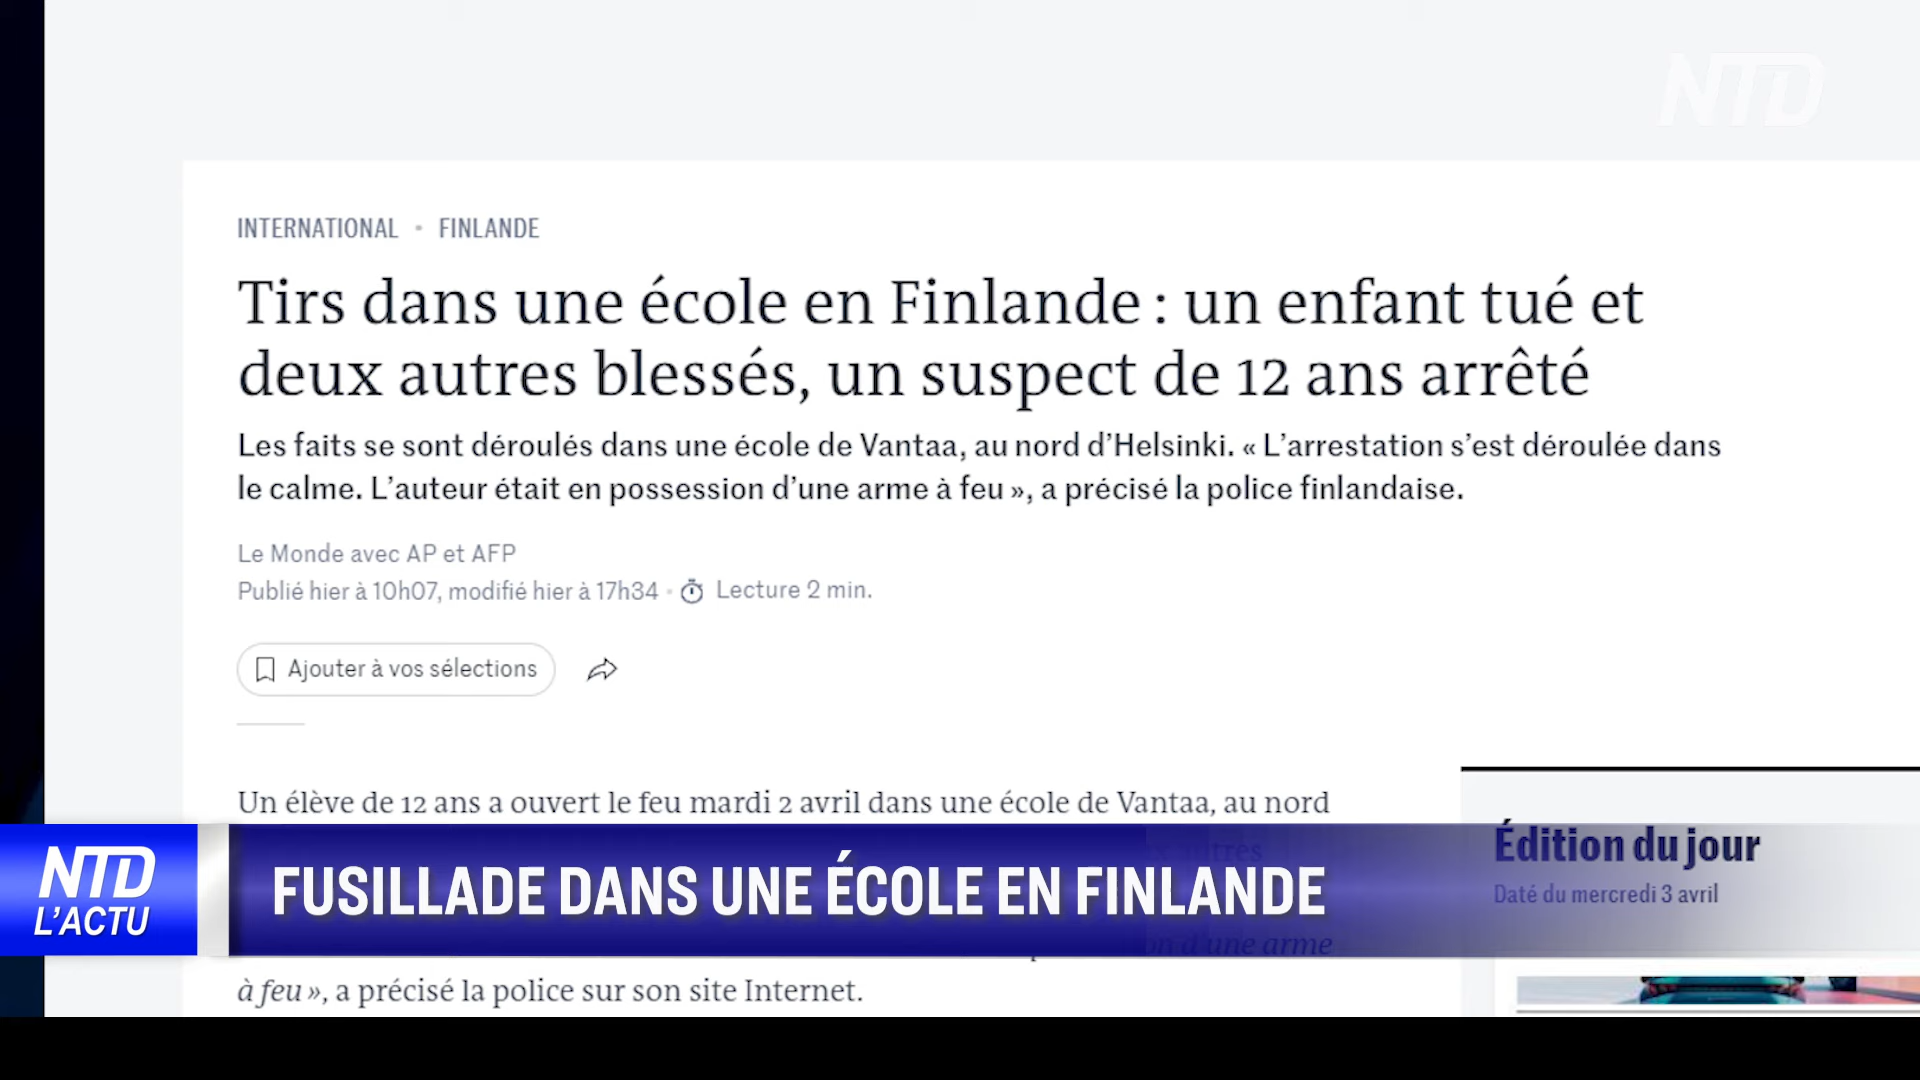 NTD
INTERNATIONAL • FINLANDE
Tirs dans une école en Finlande : un enfant tué et
deux autres blessés, un suspect de 12 ans arrêté
Les faits se sont déroulés dans une école de Vantaa, au nord d’Helsinki. « L’arrestation s’est déroulée dans
le calme. L’auteur était en possession d’une arme à feu », a précisé la police finlandaise.
Le Monde avec AP et AFP
Publié hier à 10h07, modifié hier à 17h34 • Lecture 2 min.
Ajouter à vos sélections
Un élève de 12 ans a ouvert le feu mardi 2 avril dans une école de Vantaa, au nord
autres
d’une arme
à feu », a précisé la police sur son site Internet.
Édition du jour
Daté du mercredi 3 avril
NTD
L’ACTU
FUSILLADE DANS UNE ÉCOLE EN FINLANDE